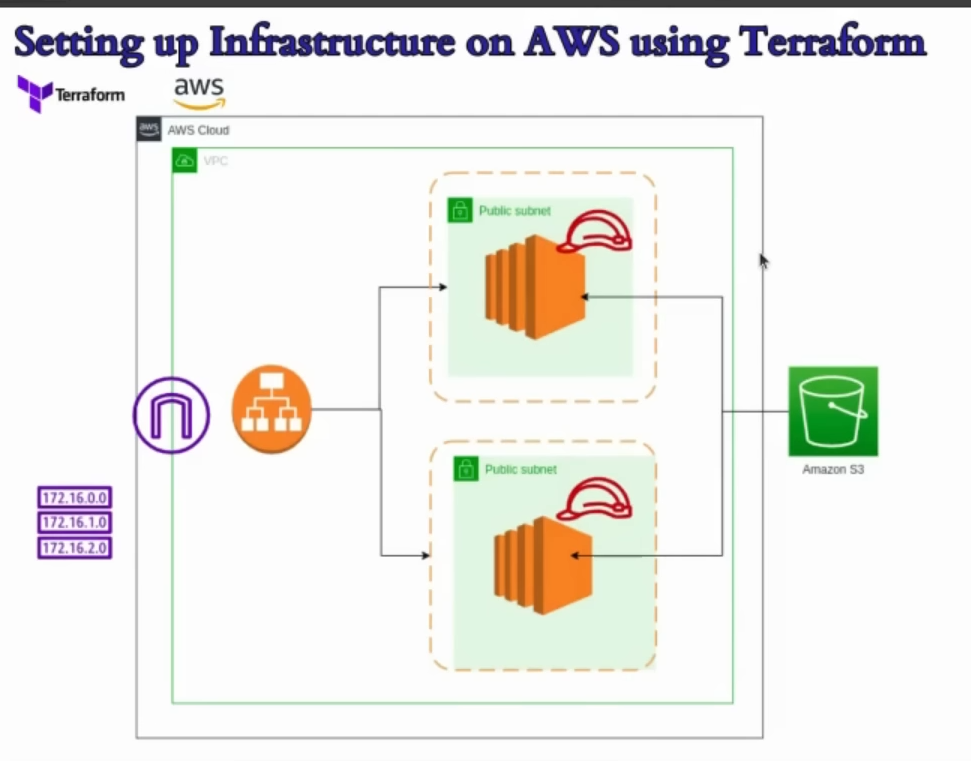 Setting up Infrastructure on AWS using Terraform
Terraform
aws
aws
AWS Cloud
VPC
Public subnet
Amazon S3
Public subnet
172.16.0.0
172.16.1.0
172.16.2.0